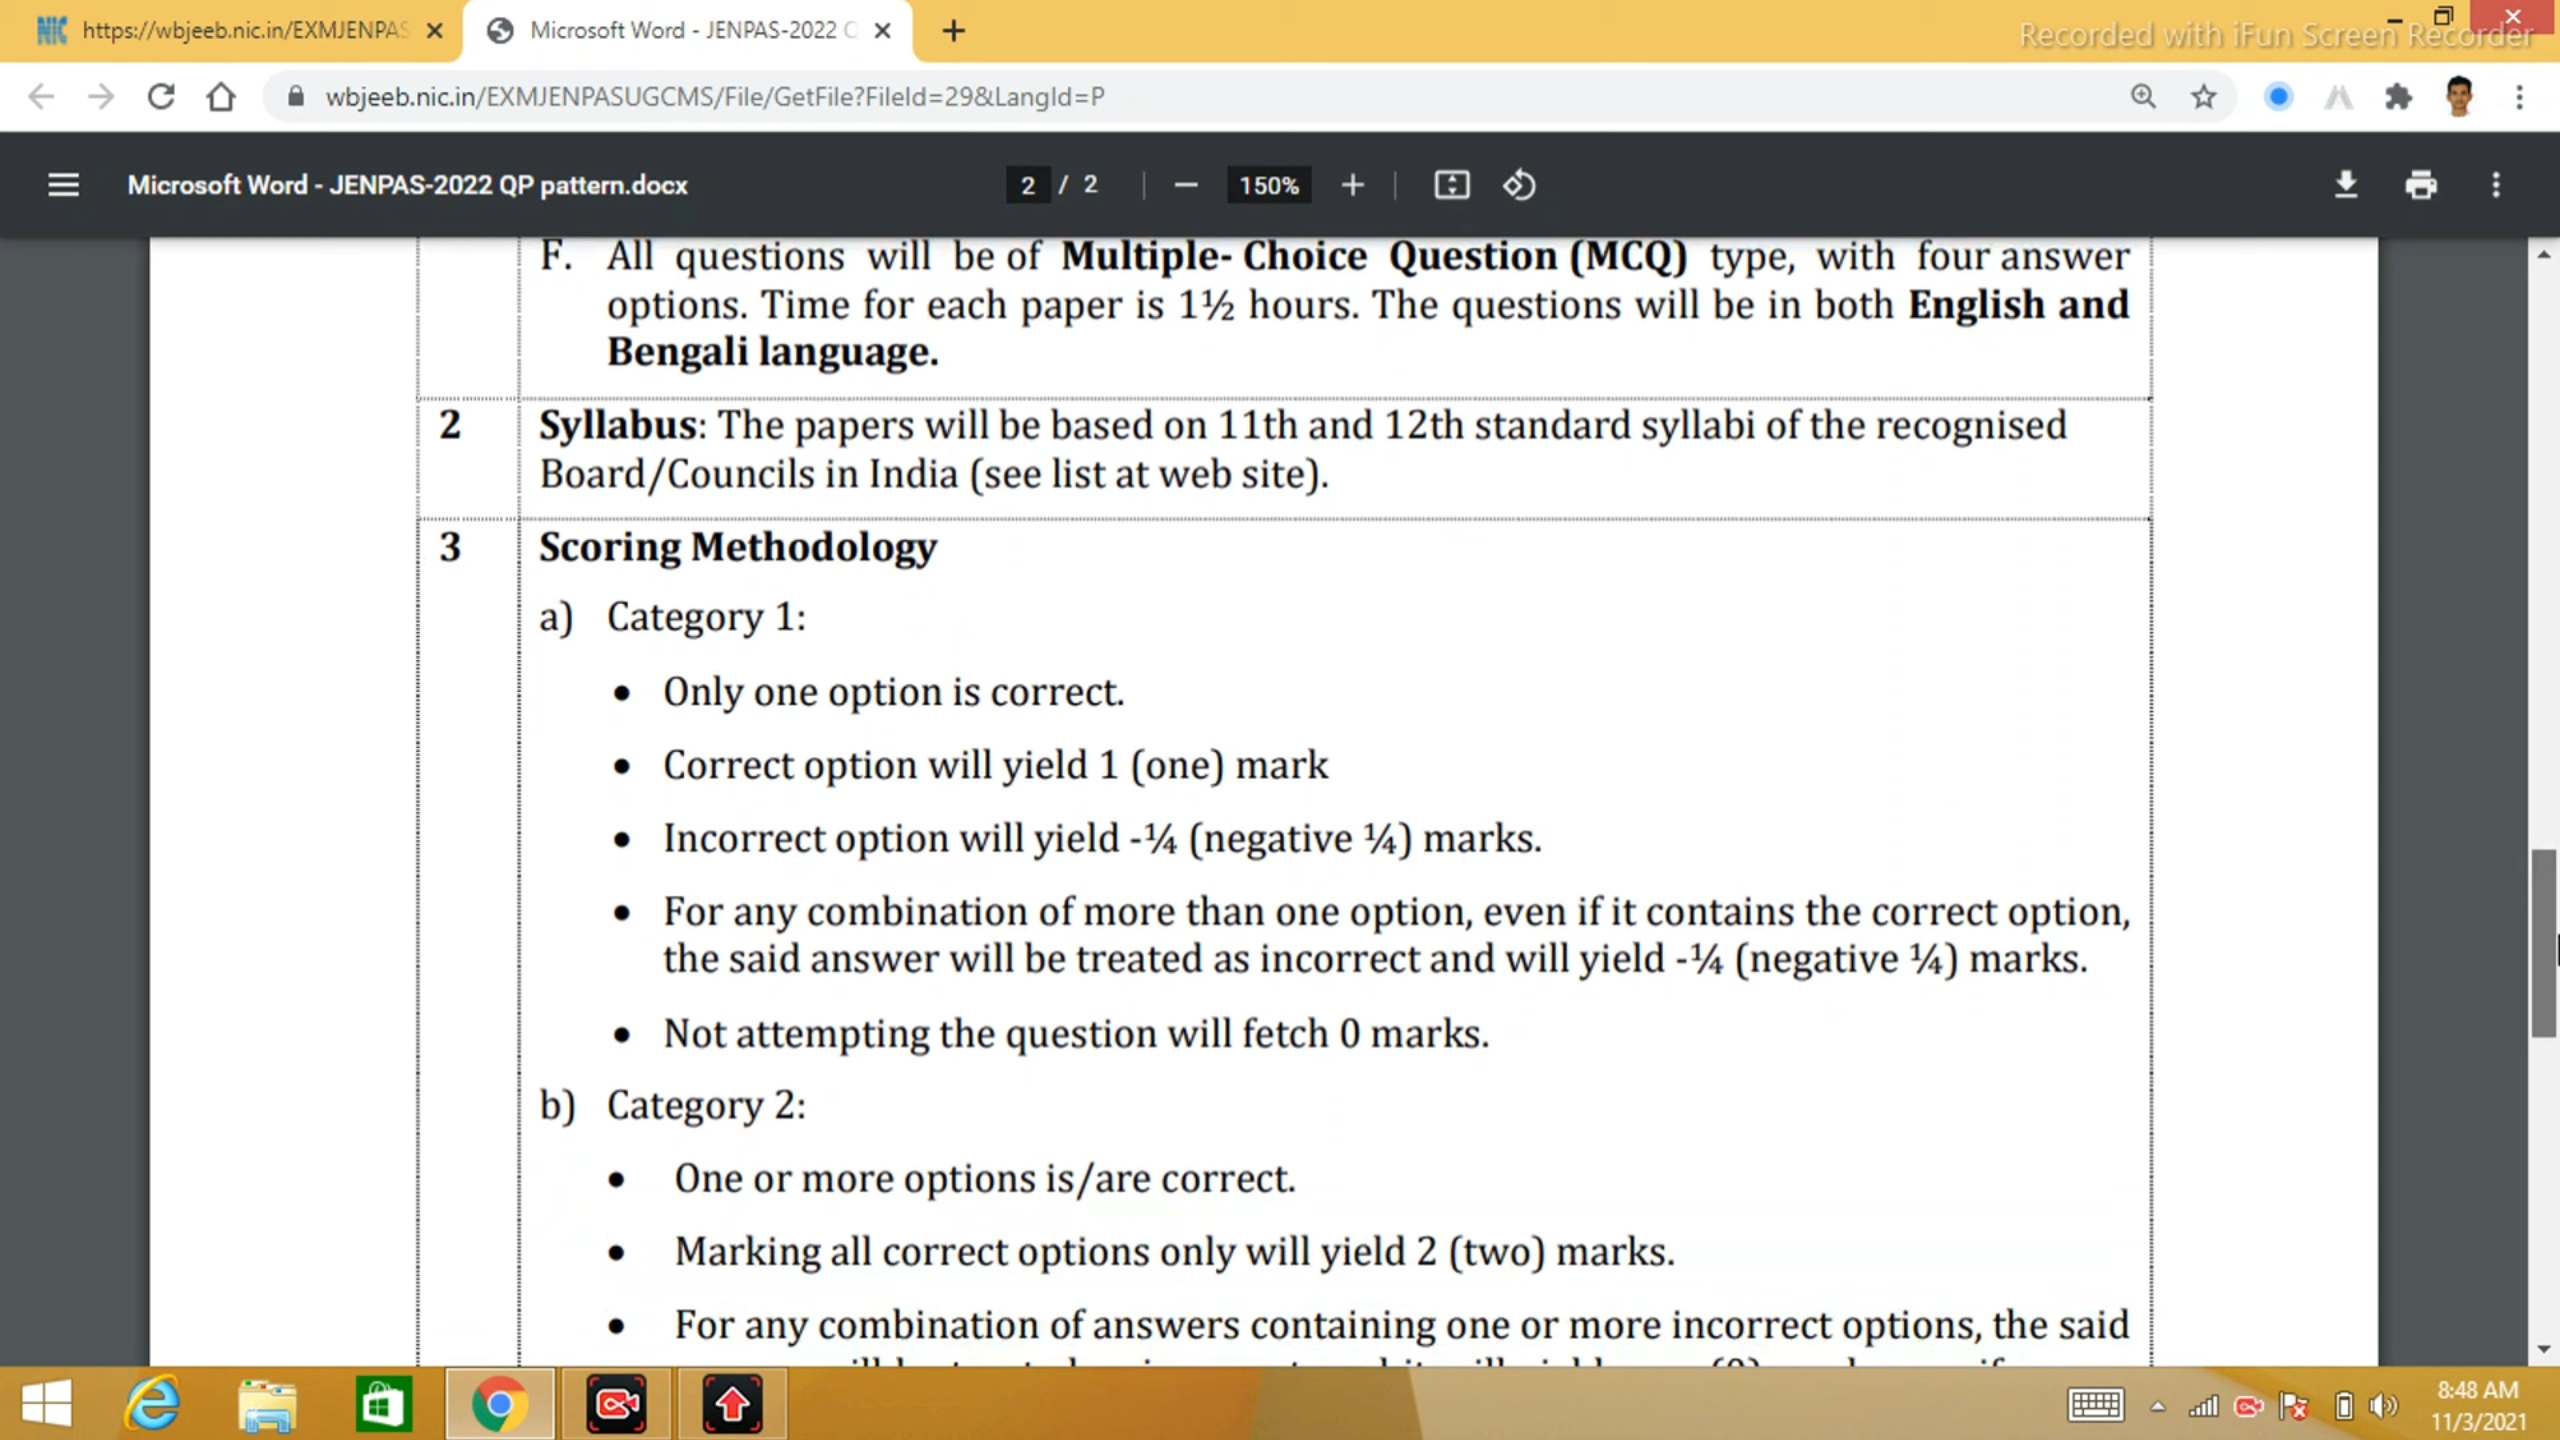 NIC https://wbjeeb.nic.in/EXMJENPAS
Microsoft Word - JENPAS-2022 Q
Recorded with iFun Screen Recorder
wbjeeb.nic.in/EXMJENPASUGCMS/File/GetFile?FileId=29&LangId=P
Microsoft Word - JENPAS-2022 QP pattern.docx
2 / 2
150%
F. All questions will be of Multiple- Choice Question (MCQ) type, with four answer
options. Time for each paper is 1½ hours. The questions will be in both English and
Bengali language.
2 Syllabus: The papers will be based on 11th and 12th standard syllabi of the recognised
Board/Councils in India (see list at web site).
3 Scoring Methodology
a) Category 1:
• Only one option is correct.
• Correct option will yield 1 (one) mark
• Incorrect option will yield -¼ (negative ¼) marks.
• For any combination of more than one option, even if it contains the correct option,
the said answer will be treated as incorrect and will yield -¼ (negative ¼) marks.
• Not attempting the question will fetch 0 marks.
b) Category 2:
• One or more options is/are correct.
• Marking all correct options only will yield 2 (two) marks.
• For any combination of answers containing one or more incorrect options, the said
8:48 AM
11/3/2021